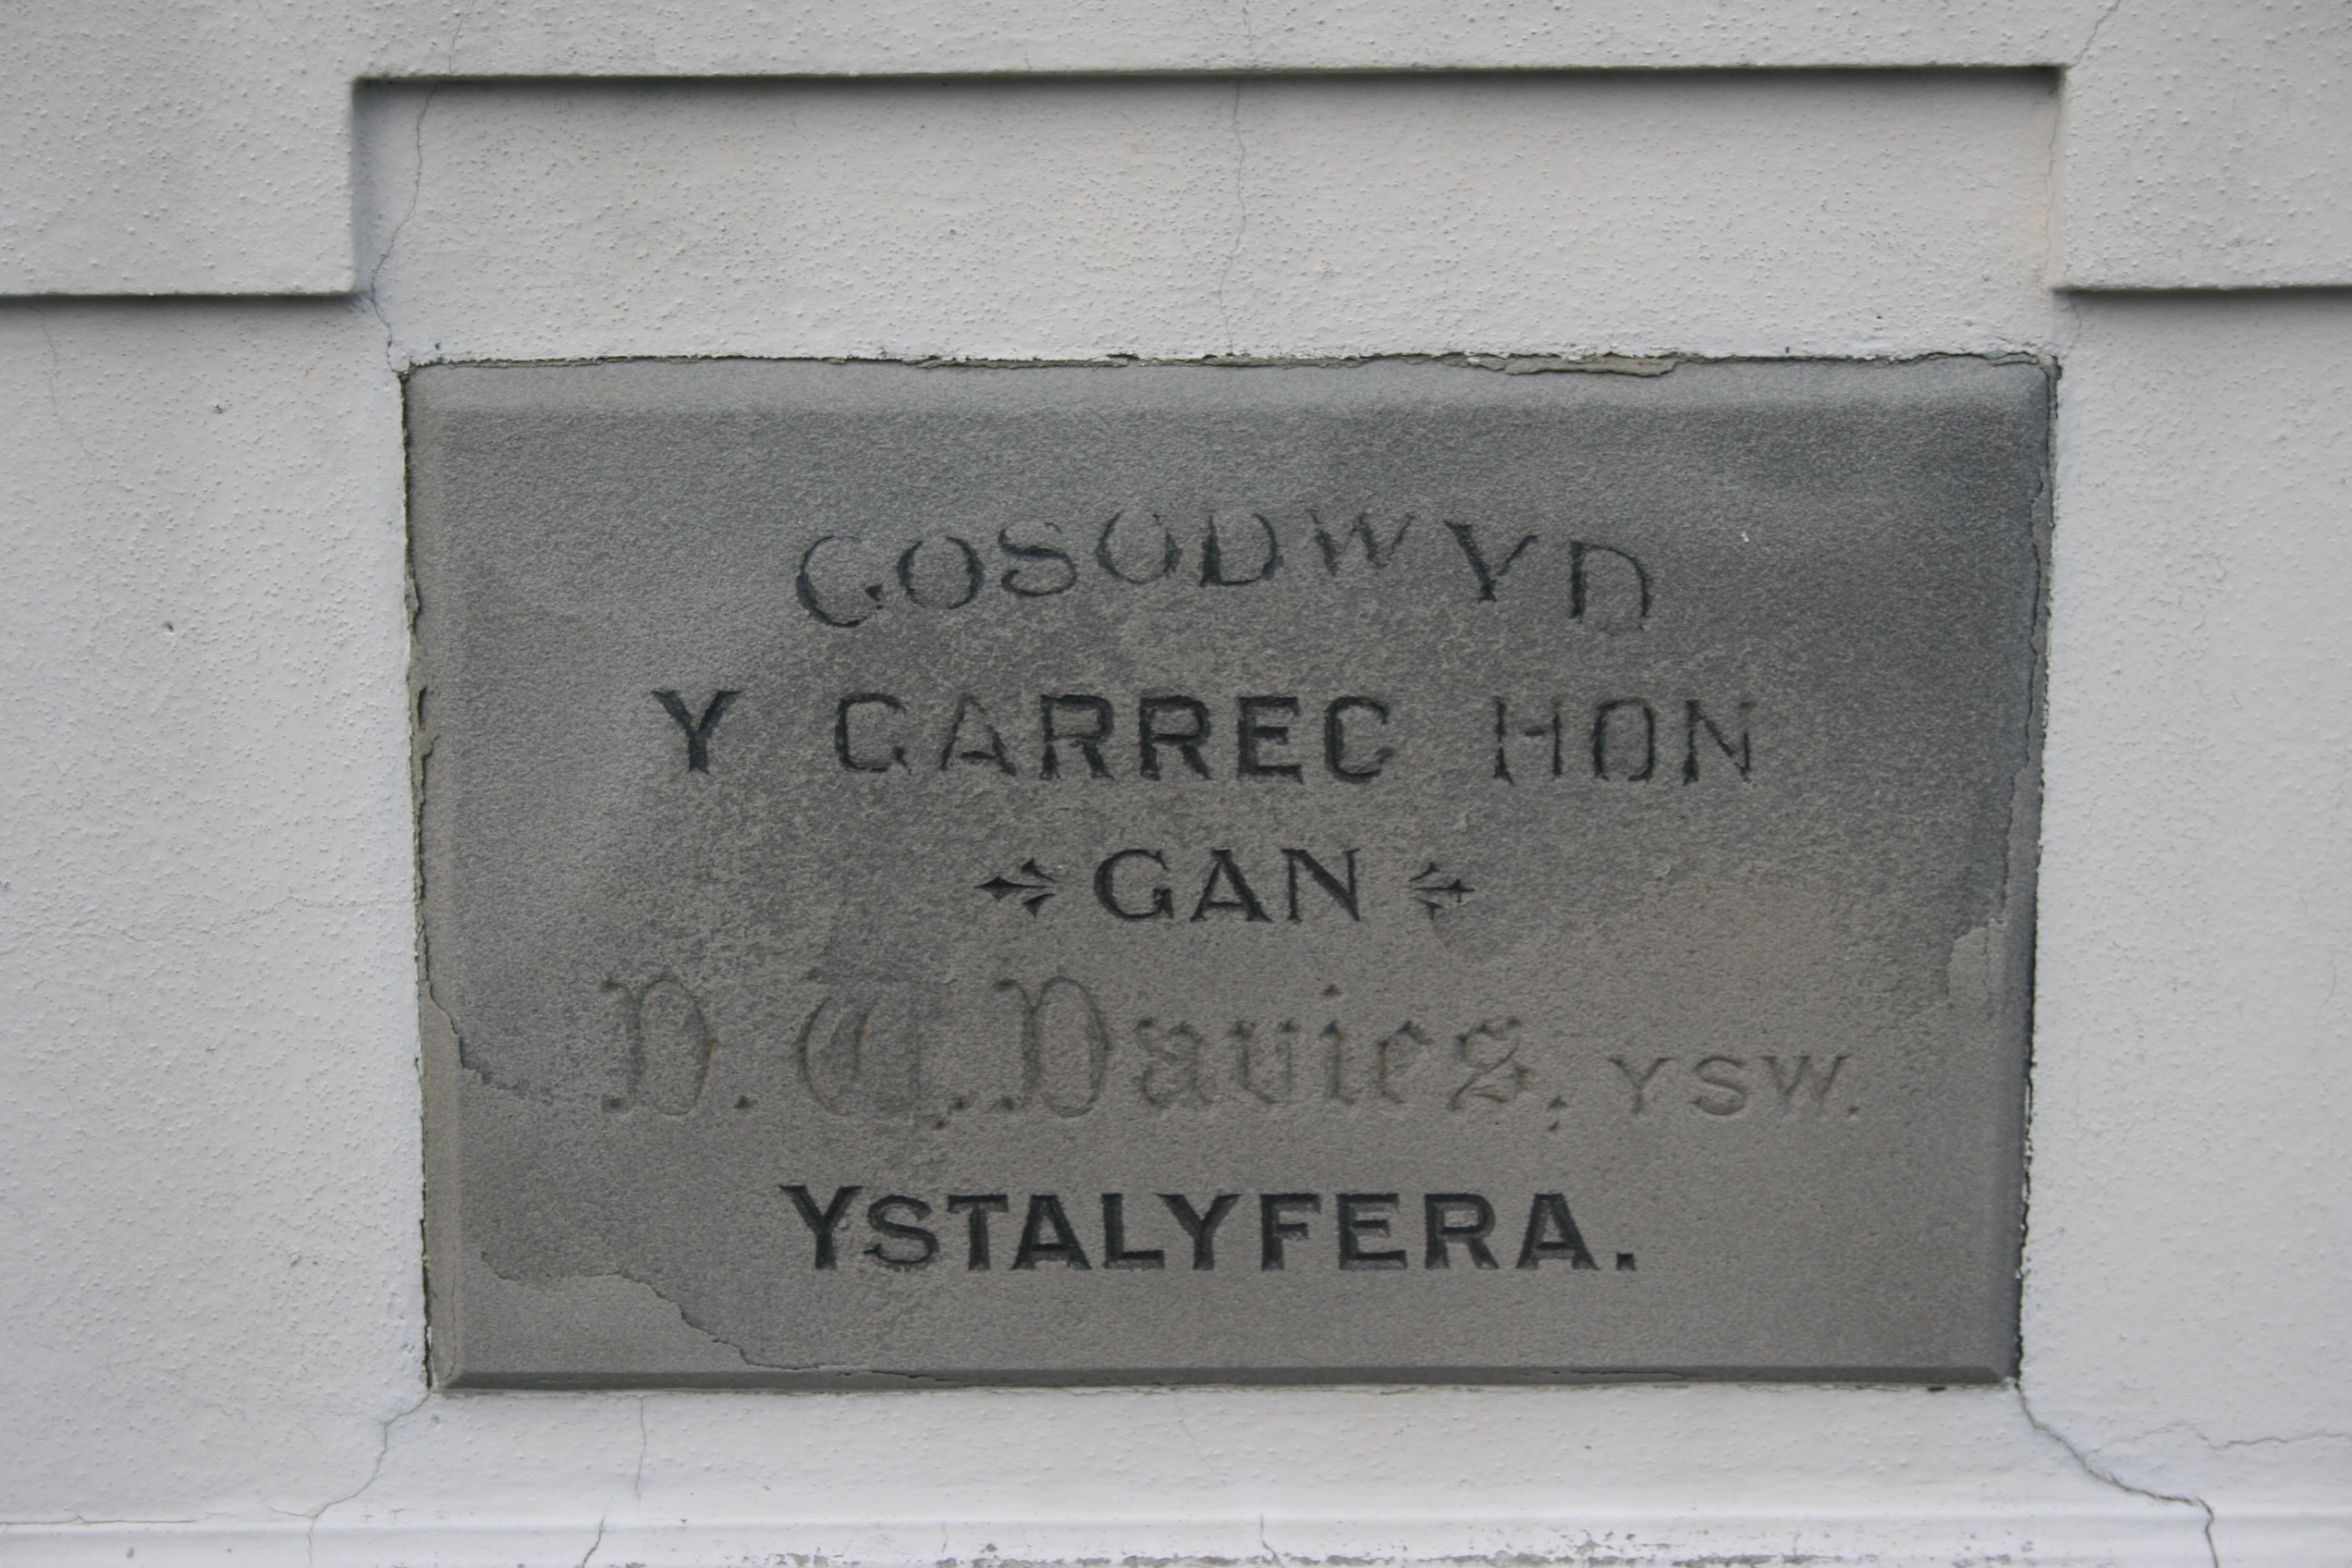 GOSODWYD
Y GARREG HON
GAN
D. T. Davies, YSW.
YSTALYFERA.